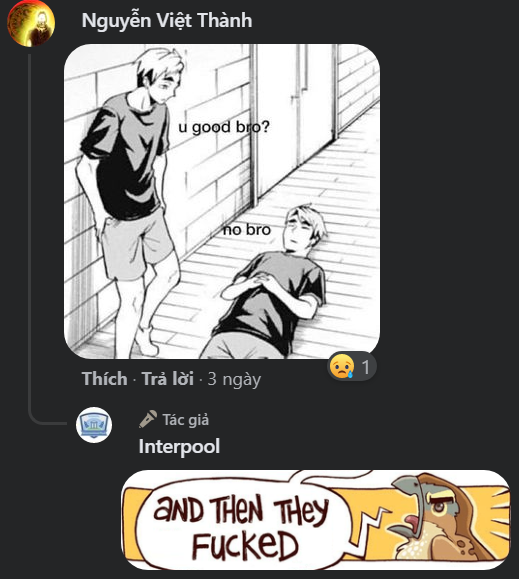 Nguyễn Việt Thành
u good bro?
no bro
Thích · Trả lời · 3 ngày
1
Tác giả
Interpool
AND THEN THEY
FUCKED